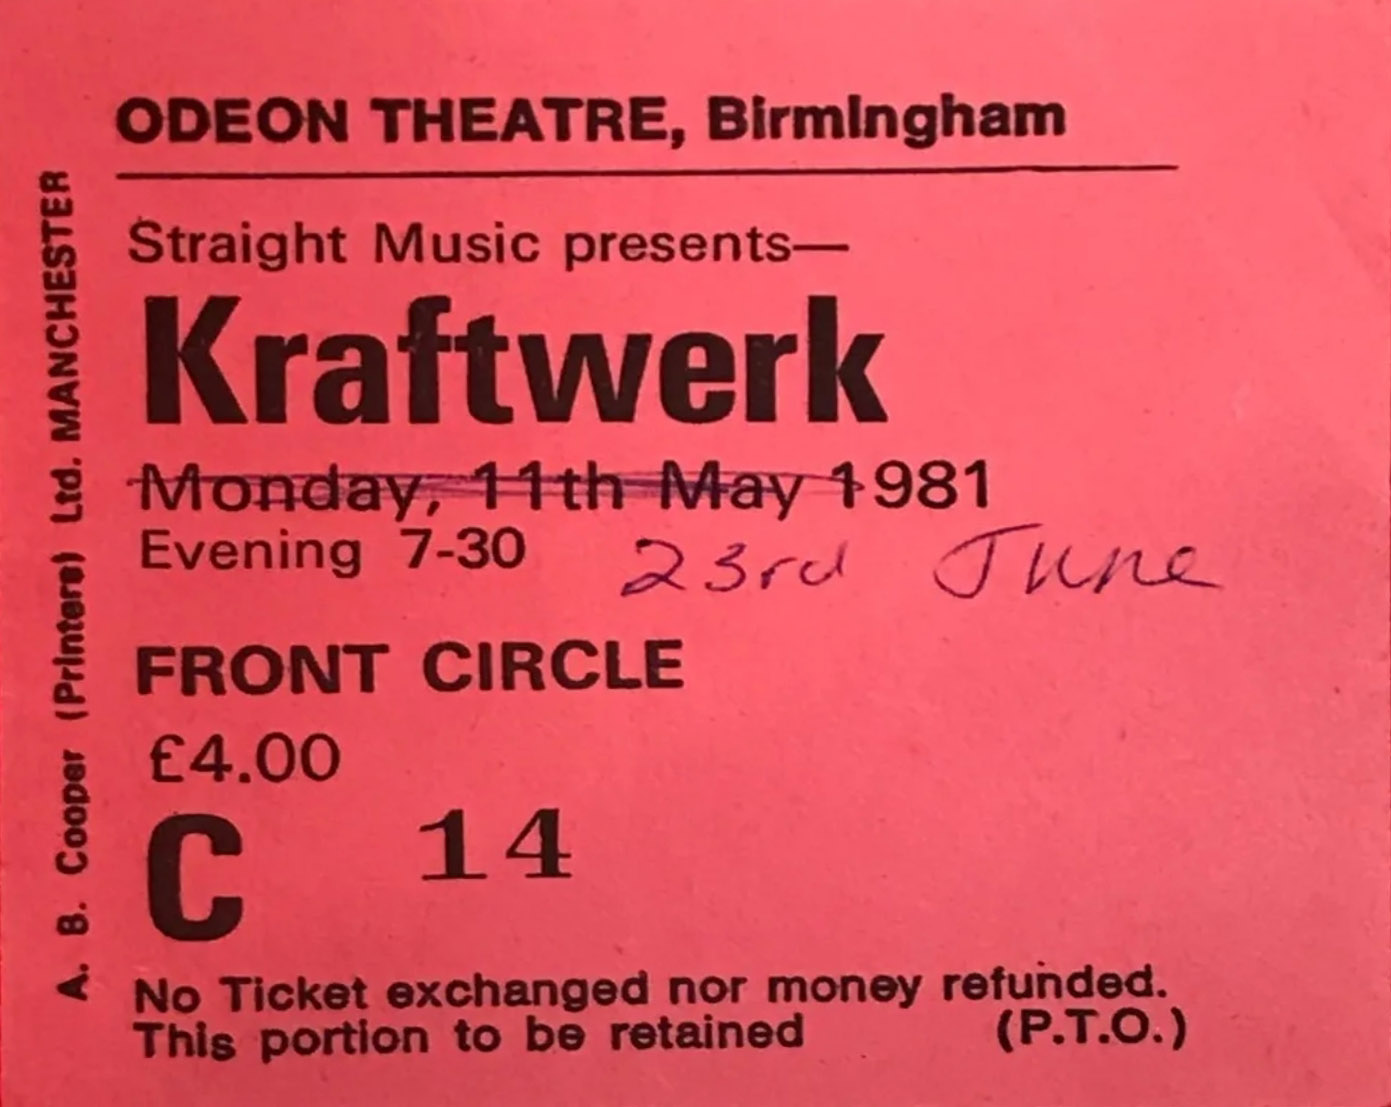 ODEON THEATRE, Birmingham
Straight Music presents—
Kraftwerk
Monday, 11th May 1981
Evening 7-30
23rd June
FRONT CIRCLE
£4.00
C 14
No Ticket exchanged nor money refunded.
This portion to be retained (P.T.O.)
A. B. Cooper (Printers) Ltd. MANCHESTER